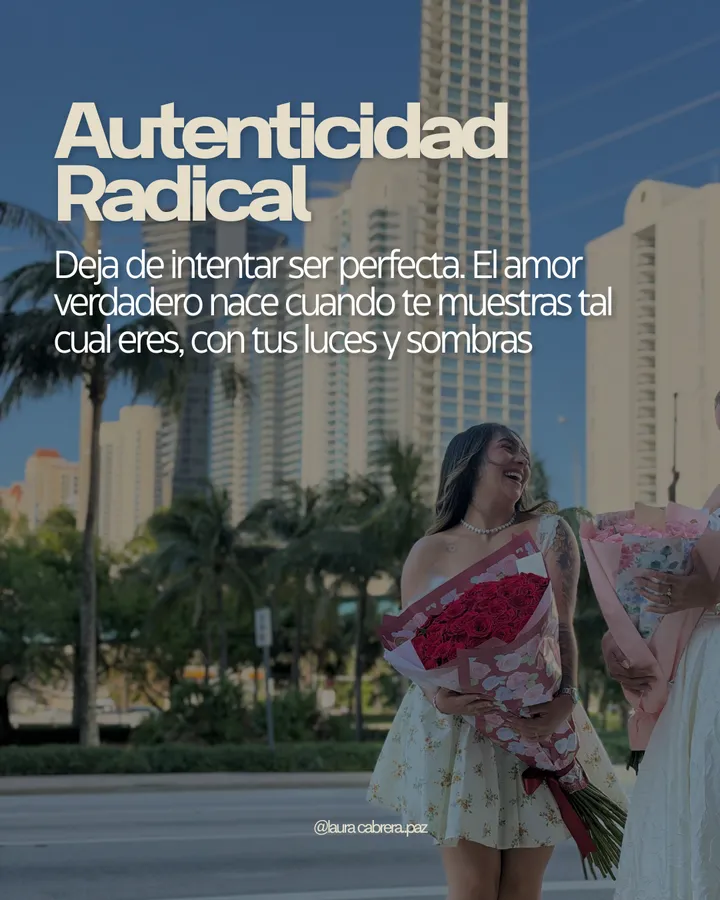 Autenticidad
Radical
Deja de intentar ser perfecta. El amor
verdadero nace cuando te muestras tal
cual eres, con tus luces y sombras
@laura cabrera.paz